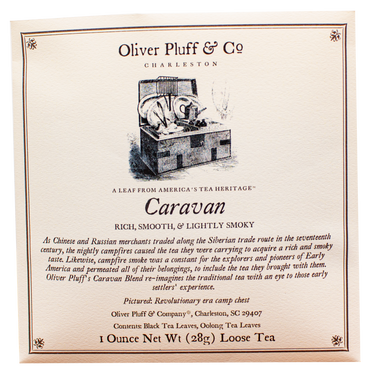 Oliver Pluff & Co
CHARLESTON
A LEAF FROM AMERICA'S TEA HERITAGE™
Caravan
RICH, SMOOTH, & LIGHTLY SMOKY
As Chinese and Russian merchants traded along the Siberian trade route in the seventeenth
century, the nightly campfires caused the tea they were carrying to acquire a rich and smoky
taste. Likewise, campfire smoke was a constant for the explorers and pioneers of Early
America and permeated all of their belongings, to include the tea they brought with them.
Oliver Pluff's Caravan Blend re-imagines the traditional tea with an eye to those early
settlers' experience.
Pictured: Revolutionary era camp chest
Oliver Pluff & Company®, Charleston, SC 29407
Contents: Black Tea Leaves, Oolong Tea Leaves
1 Ounce Net Wt (28g) Loose Tea